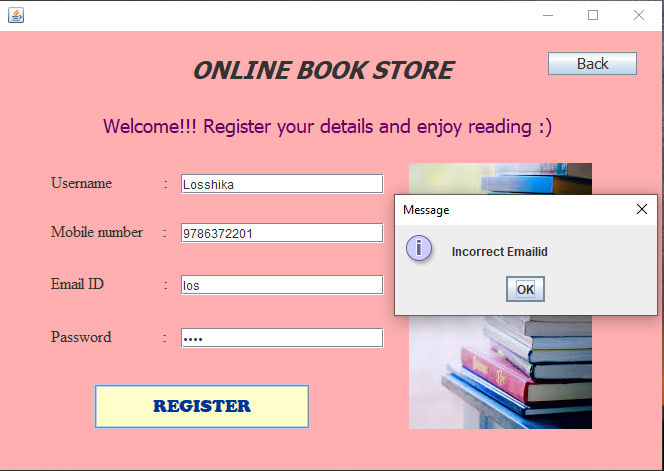 ONLINE BOOK STORE
Back
Welcome!!! Register your details and enjoy reading :)
Username : Losshika
Mobile number : 9786372201
Email ID : los
Password : ••••
REGISTER
Message
Incorrect Emailid
OK